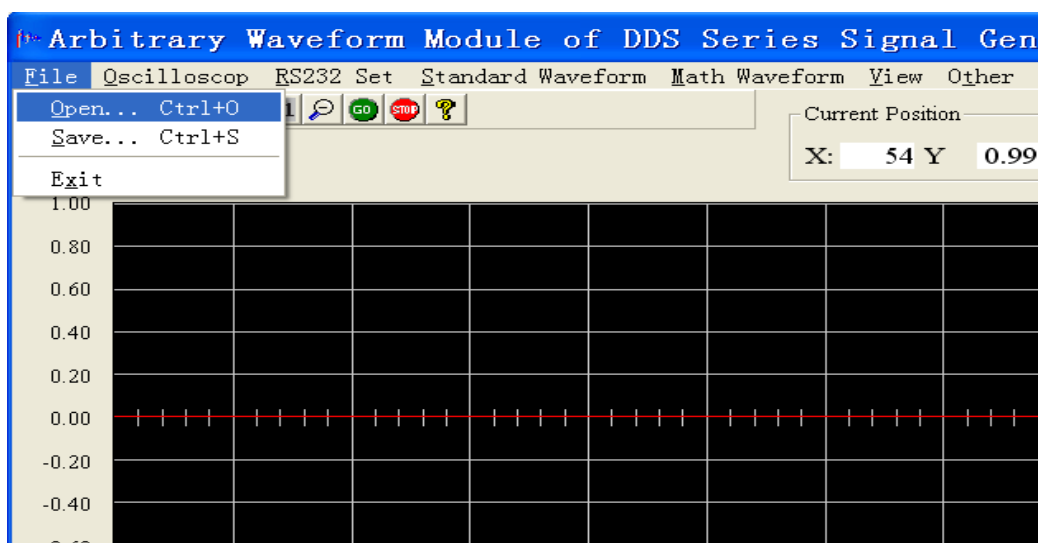 Arbitrary Waveform Module of DDS Series Signal Gen
File Oscilloscop RS232 Set Standard Waveform Math Waveform View Other
Open... Ctrl+O
Save... Ctrl+S
Exit
GO STOP ?
Current Position
X: 54 Y 0.99
1.00
0.80
0.60
0.40
0.20
0.00
-0.20
-0.40